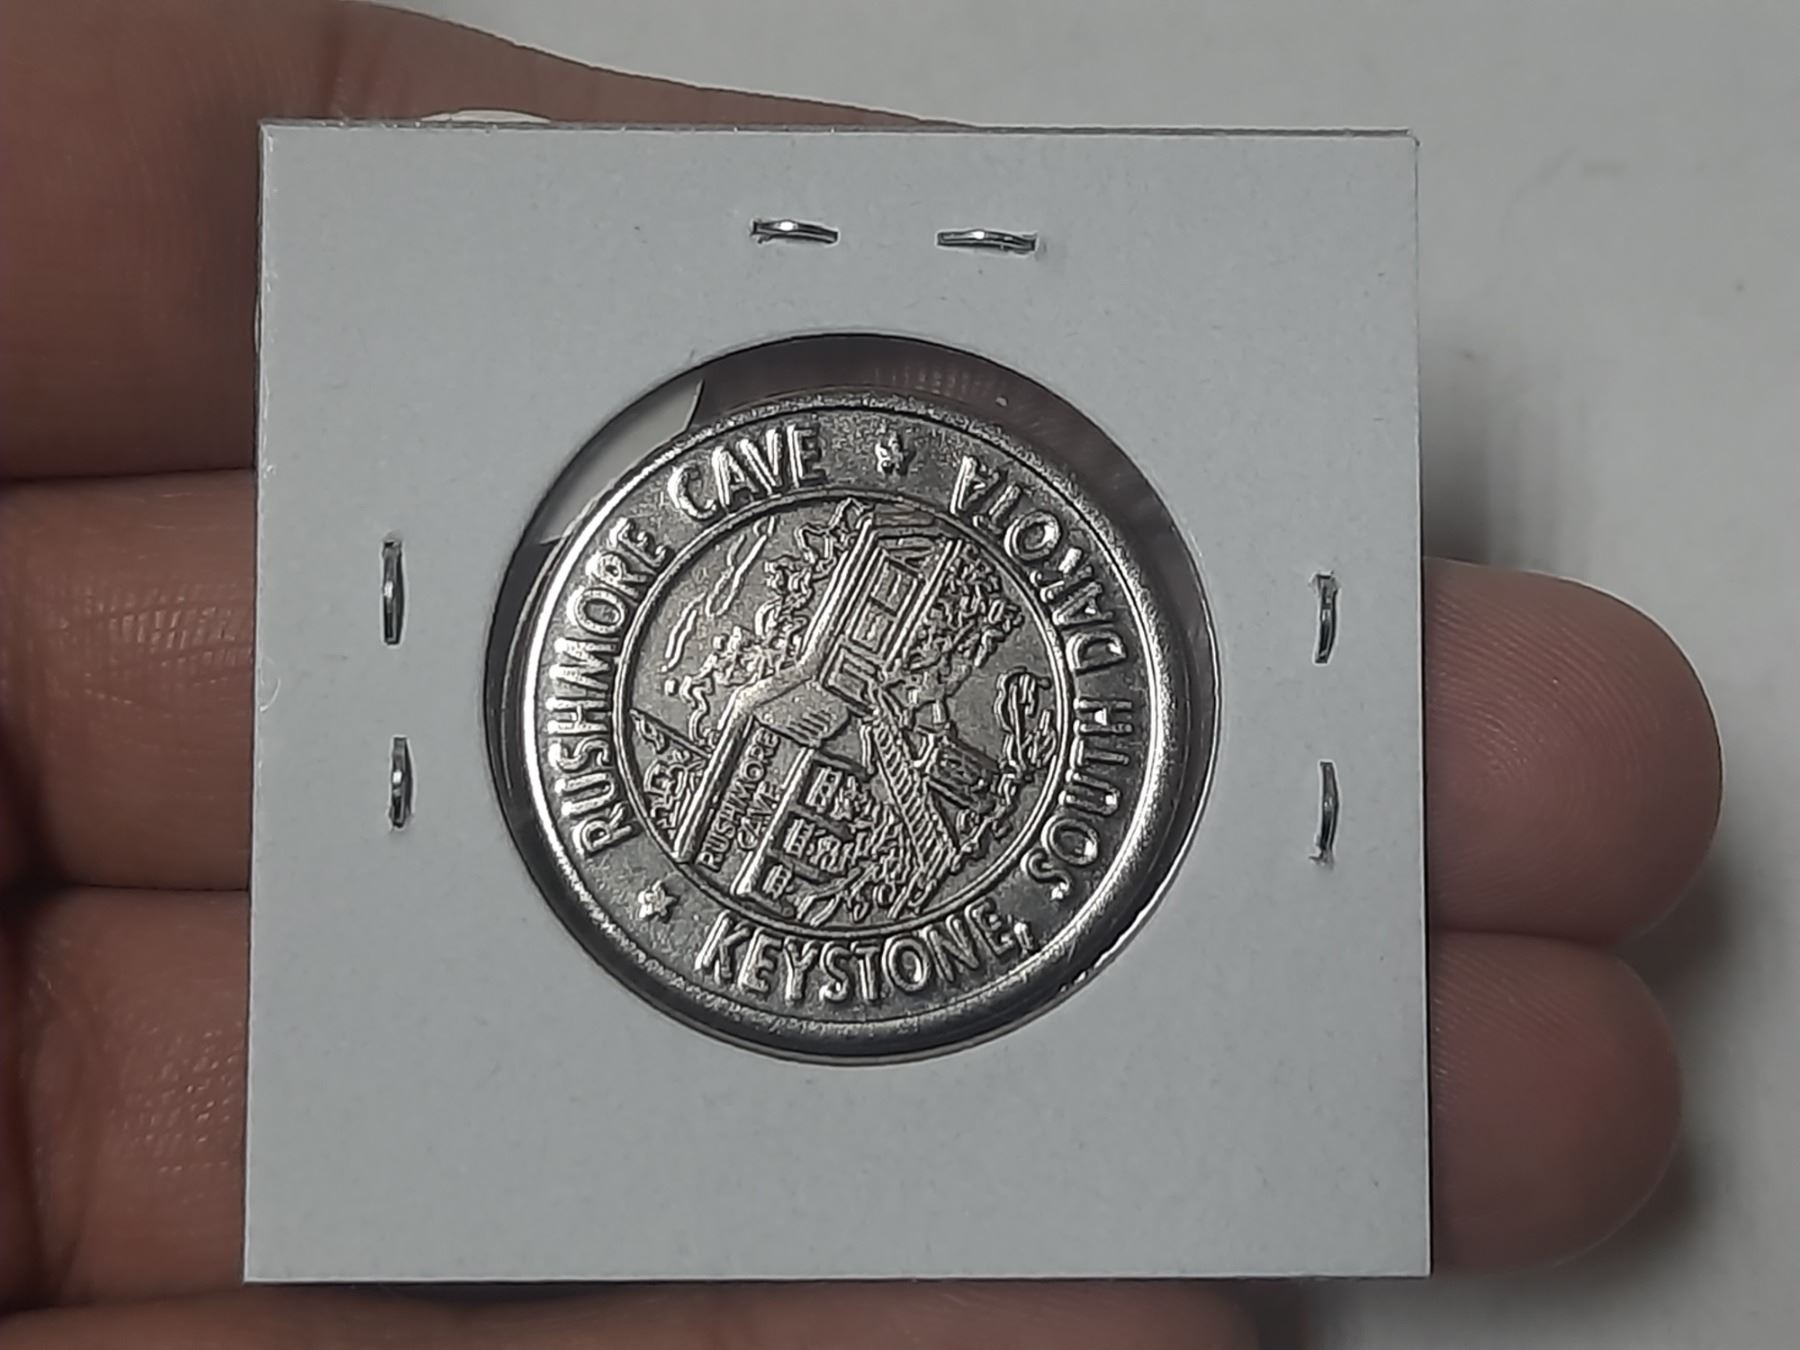 RUSHMORE CAVE
KEYSTONE, SOUTH DAKOTA
RUSHMORE
CAVE